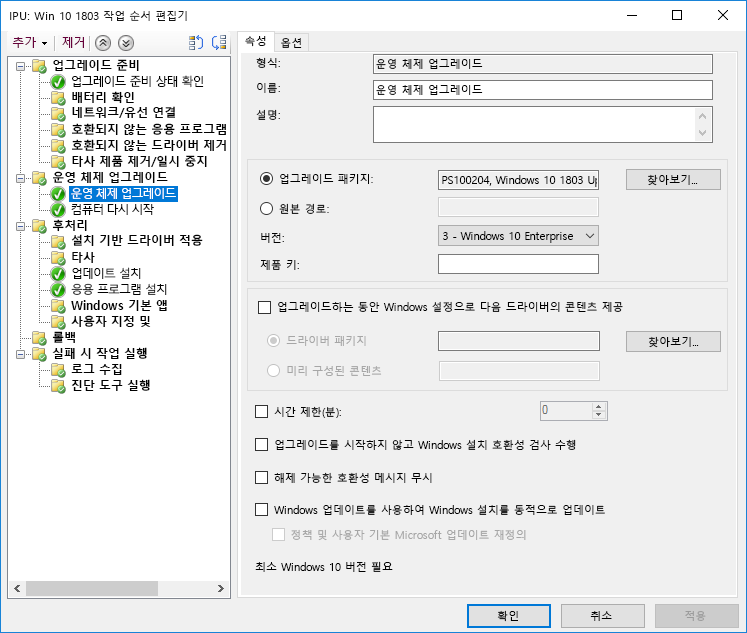 IPU: Win 10 1803 작업 순서 편집기
추가 제거
업그레이드 준비
업그레이드 준비 상태 확인
배터리 확인
네트워크/유선 연결
호환되지 않는 응용 프로그램
호환되지 않는 드라이버 제거
타사 제품 제거/일시 중지
운영 체제 업그레이드
운영 체제 업그레이드
컴퓨터 다시 시작
후처리
설치 기반 드라이버 적용
타사
업데이트 설치
응용 프로그램 설치
Windows 기본 앱
사용자 지정 및
롤백
실패 시 작업 실행
로그 수집
진단 도구 실행
속성 옵션
형식: 운영 체제 업그레이드
이름: 운영 체제 업그레이드
설명:
업그레이드 패키지: PS100204, Windows 10 1803 Up 찾아보기...
원본 경로:
버전: 3 - Windows 10 Enterprise
제품 키:
업그레이드하는 동안 Windows 설정으로 다음 드라이버의 콘텐츠 제공
드라이버 패키지 찾아보기...
미리 구성된 콘텐츠
시간 제한(분): 0
업그레이드를 시작하지 않고 Windows 설치 호환성 검사 수행
해제 가능한 호환성 메시지 무시
Windows 업데이트를 사용하여 Windows 설치를 동적으로 업데이트
정책 및 사용자 기본 Microsoft 업데이트 재정의
최소 Windows 10 버전 필요
확인 취소 적용